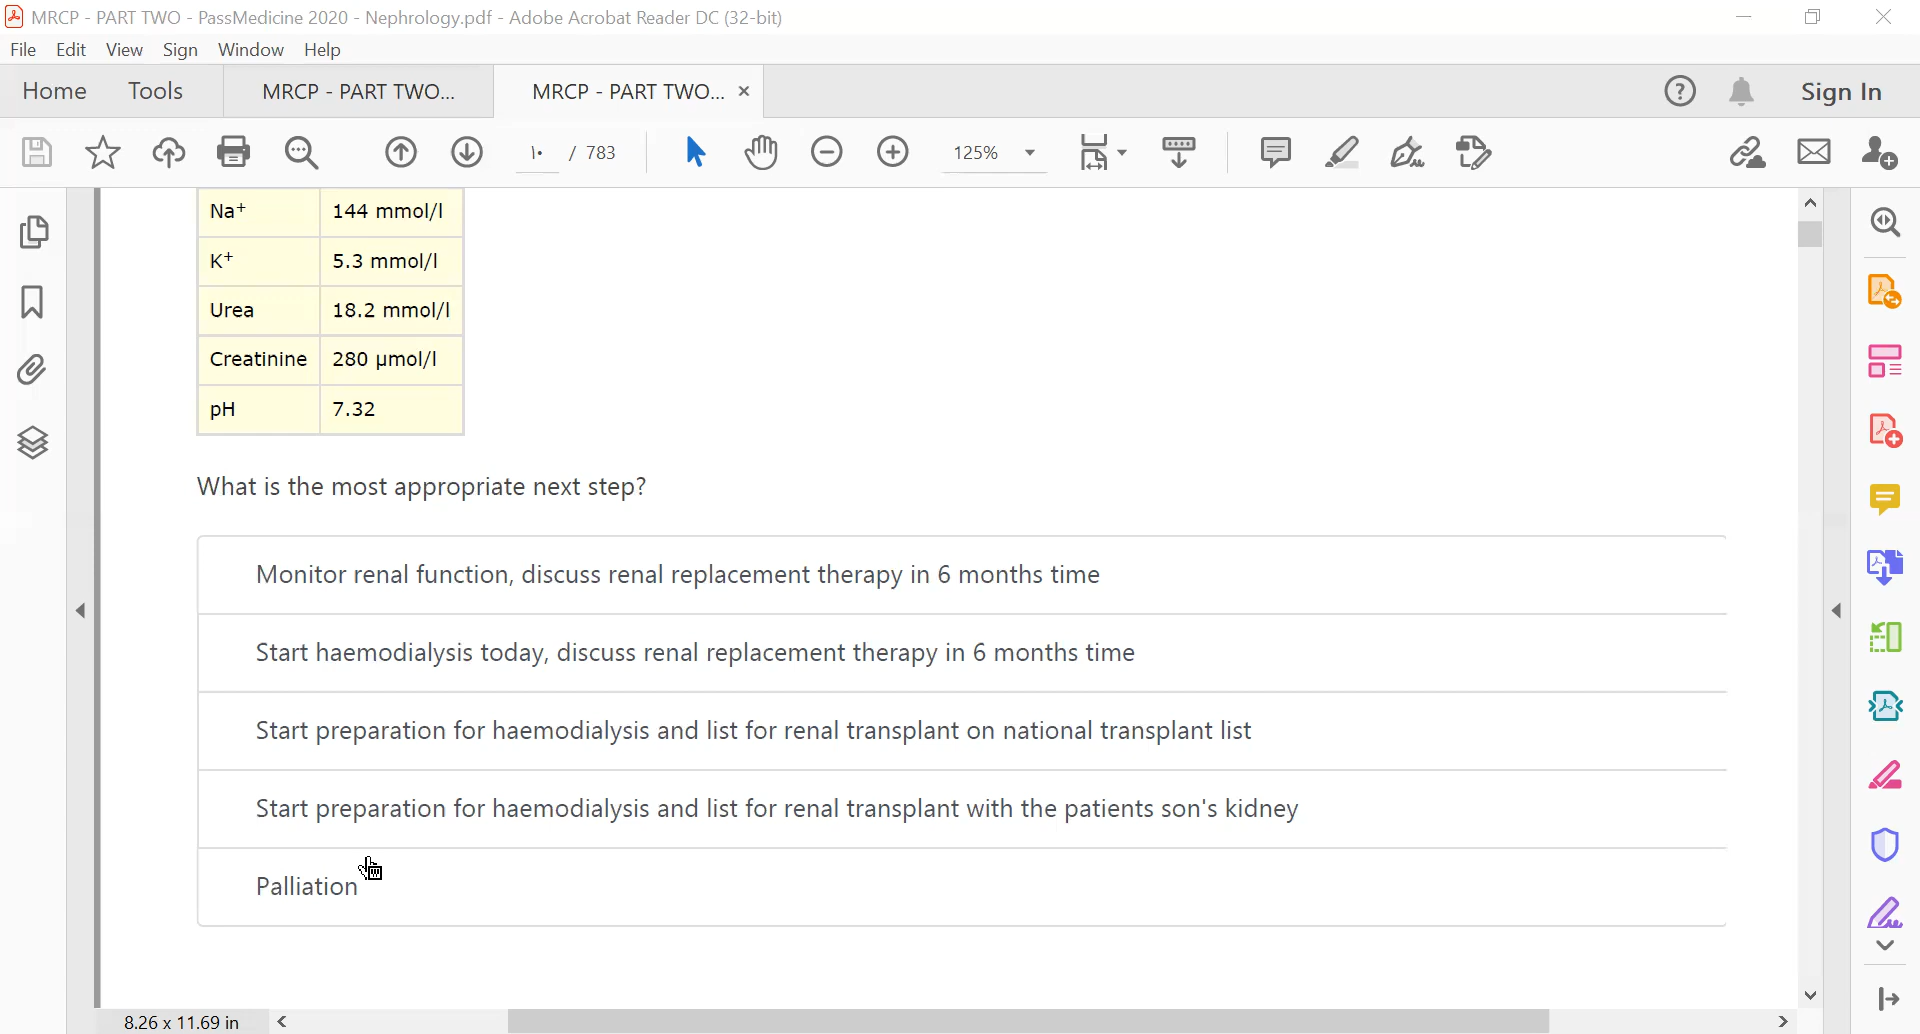 MRCP - PART TWO - PassMedicine 2020 - Nephrology.pdf - Adobe Acrobat Reader DC (32-bit)
File Edit View Sign Window Help
Home Tools MRCP - PART TWO... MRCP - PART TWO... × Sign In
١٠ / 783 125%
Na+ 144 mmol/l
K+ 5.3 mmol/l
Urea 18.2 mmol/l
Creatinine 280 µmol/l
pH 7.32
What is the most appropriate next step?
Monitor renal function, discuss renal replacement therapy in 6 months time
Start haemodialysis today, discuss renal replacement therapy in 6 months time
Start preparation for haemodialysis and list for renal transplant on national transplant list
Start preparation for haemodialysis and list for renal transplant with the patients son's kidney
Palliation
8.26 x 11.69 in